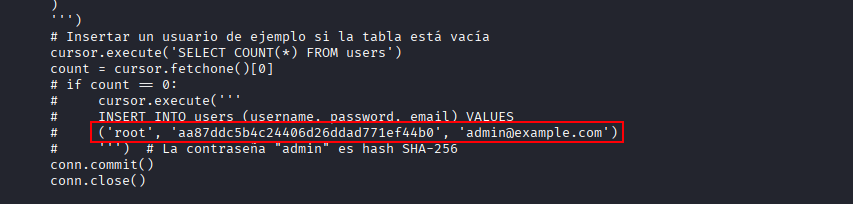 )
''')
# Insertar un usuario de ejemplo si la tabla está vacía
cursor.execute('SELECT COUNT(*) FROM users')
count = cursor.fetchone()[0]
# if count == 0:
#     cursor.execute('''
#     INSERT INTO users (username, password, email) VALUES
#     ('root', 'aa87ddc5b4c24406d26ddad771ef44b0', 'admin@example.com')
#     ''')  # La contraseña "admin" es hash SHA-256
conn.commit()
conn.close()